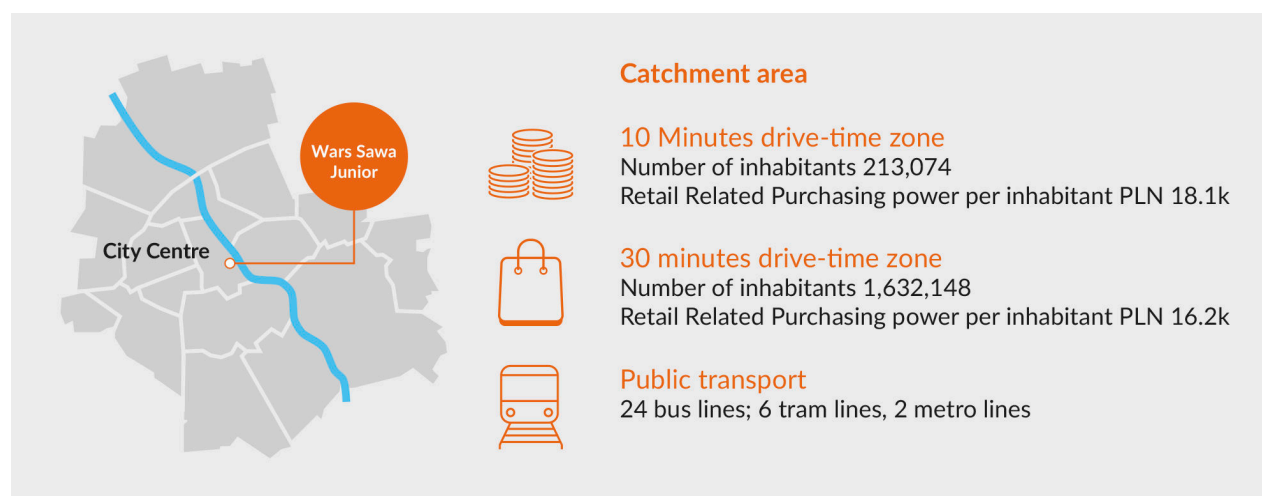 Wars Sawa
Junior
City Centre
Catchment area
10 Minutes drive-time zone
Number of inhabitants 213,074
Retail Related Purchasing power per inhabitant PLN 18.1k
30 minutes drive-time zone
Number of inhabitants 1,632,148
Retail Related Purchasing power per inhabitant PLN 16.2k
Public transport
24 bus lines; 6 tram lines, 2 metro lines